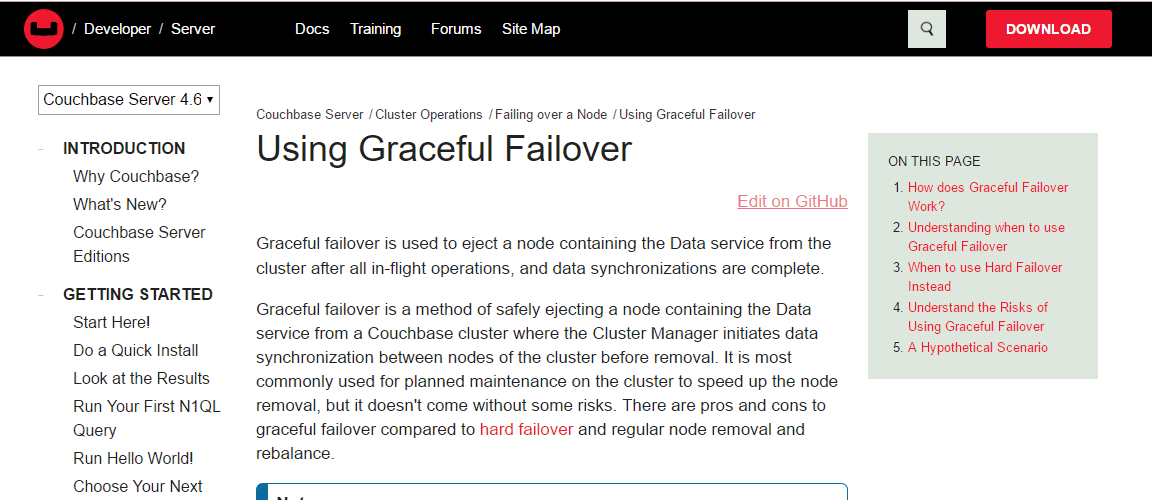 / Developer / Server Docs Training Forums Site Map DOWNLOAD
Couchbase Server 4.6
INTRODUCTION
Why Couchbase?
What's New?
Couchbase Server
Editions
GETTING STARTED
Start Here!
Do a Quick Install
Look at the Results
Run Your First N1QL
Query
Run Hello World!
Choose Your Next
Couchbase Server / Cluster Operations / Failing over a Node / Using Graceful Failover
Using Graceful Failover
Edit on GitHub
Graceful failover is used to eject a node containing the Data service from the
cluster after all in-flight operations, and data synchronizations are complete.
Graceful failover is a method of safely ejecting a node containing the Data
service from a Couchbase cluster where the Cluster Manager initiates data
synchronization between nodes of the cluster before removal. It is most
commonly used for planned maintenance on the cluster to speed up the node
removal, but it doesn't come without some risks. There are pros and cons to
graceful failover compared to hard failover and regular node removal and
rebalance.
ON THIS PAGE
1. How does Graceful Failover
Work?
2. Understanding when to use
Graceful Failover
3. When to use Hard Failover
Instead
4. Understand the Risks of
Using Graceful Failover
5. A Hypothetical Scenario